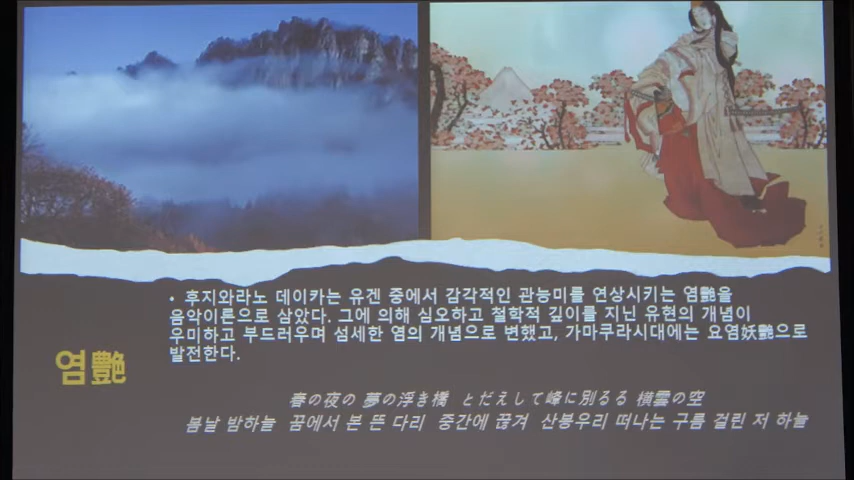 • 후지와라노 데이카는 유겐 중에서 감각적인 관능미를 연상시키는 염艶을
음악이론으로 삼았다. 그에 의해 심오하고 철학적 깊이를 지닌 유현의 개념이
우미하고 부드러우며 섬세한 염의 개념으로 변했고, 가마쿠라시대에는 요염妖艶으로
발전한다.
염艶
春の夜の 夢の浮き橋 とだえして峰に別るる 横雲の空
봄날 밤하늘 꿈에서 본 뜬 다리 중간에 끊겨 산봉우리 떠나는 구름 걸린 저 하늘